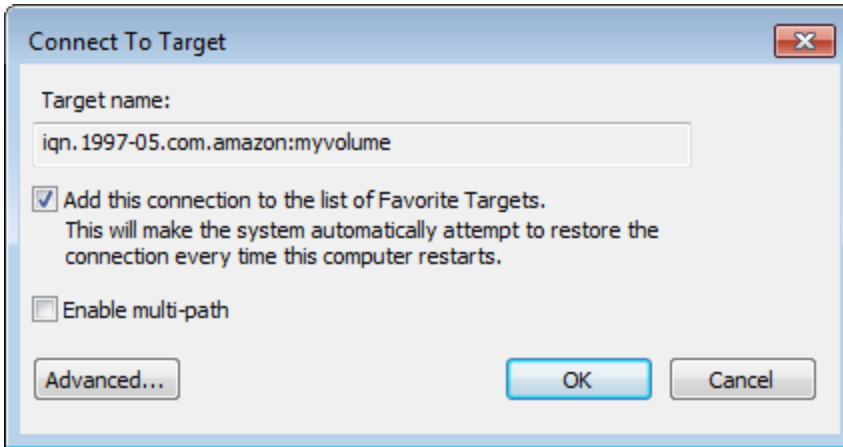 Connect To Target
Target name:
iqn.1997-05.com.amazon:myvolume
Add this connection to the list of Favorite Targets.
This will make the system automatically attempt to restore the
connection every time this computer restarts.
Enable multi-path
Advanced...
OK
Cancel